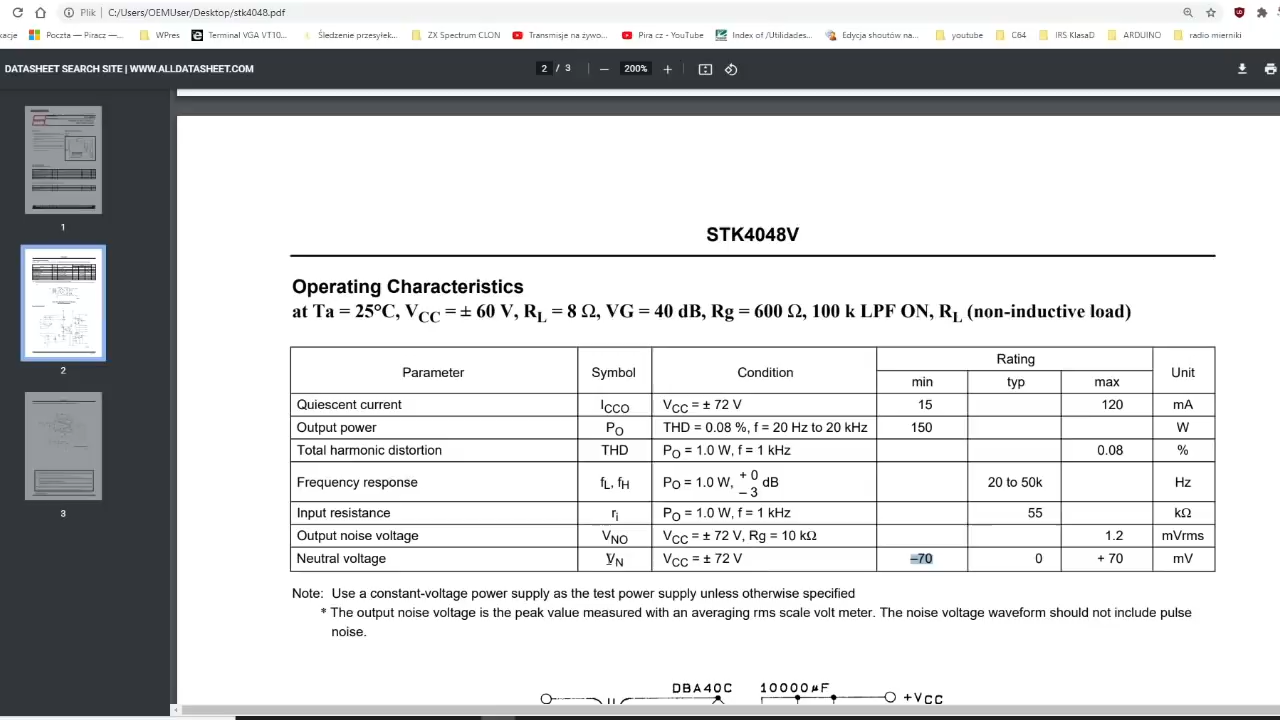 Plik | C:/Users/OEMUser/Desktop/stk4048.pdf
kacje Poczta — Piracz —... WPres Terminal VGA VT10... Śledzenie przesyłek... ZX Spectrum CLON Transmisje na żywo... Pira cz - YouTube Index of /Utilidades... Edycja shoutów na... youtube C64 IRS KlasaD ARDUINO radio mierniki
DATASHEET SEARCH SITE | WWW.ALLDATASHEET.COM 2 / 3 — 200% +
1
2
3
STK4048V
Operating Characteristics
at Ta = 25°C, VCC = ± 60 V, RL = 8 Ω, VG = 40 dB, Rg = 600 Ω, 100 k LPF ON, RL (non-inductive load)
Parameter Symbol Condition Rating Unit
min typ max
Quiescent current ICCO VCC = ± 72 V 15 120 mA
Output power PO THD = 0.08 %, f = 20 Hz to 20 kHz 150 W
Total harmonic distortion THD PO = 1.0 W, f = 1 kHz 0.08 %
Frequency response fL, fH PO = 1.0 W, + 0 – 3 dB 20 to 50k Hz
Input resistance ri PO = 1.0 W, f = 1 kHz 55 kΩ
Output noise voltage VNO VCC = ± 72 V, Rg = 10 kΩ 1.2 mVrms
Neutral voltage VN VCC = ± 72 V –70 0 + 70 mV
Note: Use a constant-voltage power supply as the test power supply unless otherwise specified
* The output noise voltage is the peak value measured with an averaging rms scale volt meter. The noise voltage waveform should not include pulse
noise.
DBA40C 10000µF +VCC